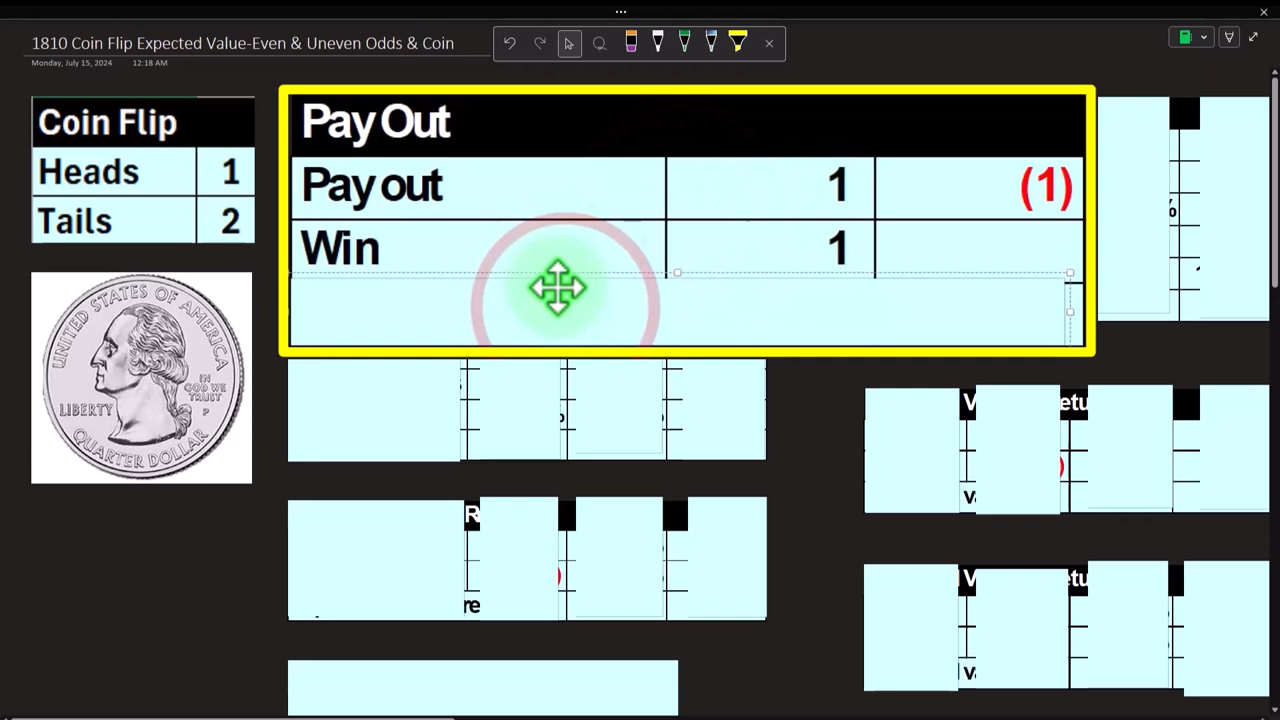 1810 Coin Flip Expected Value-Even & Uneven Odds & Coin
Monday, July 15, 2024 12:18 AM
Coin Flip
Heads 1
Tails 2
Pay Out
Pay out 1 (1)
Win 1
UNITED STATES OF AMERICA
LIBERTY
IN
GOD WE
TRUST
P
QUARTER DOLLAR